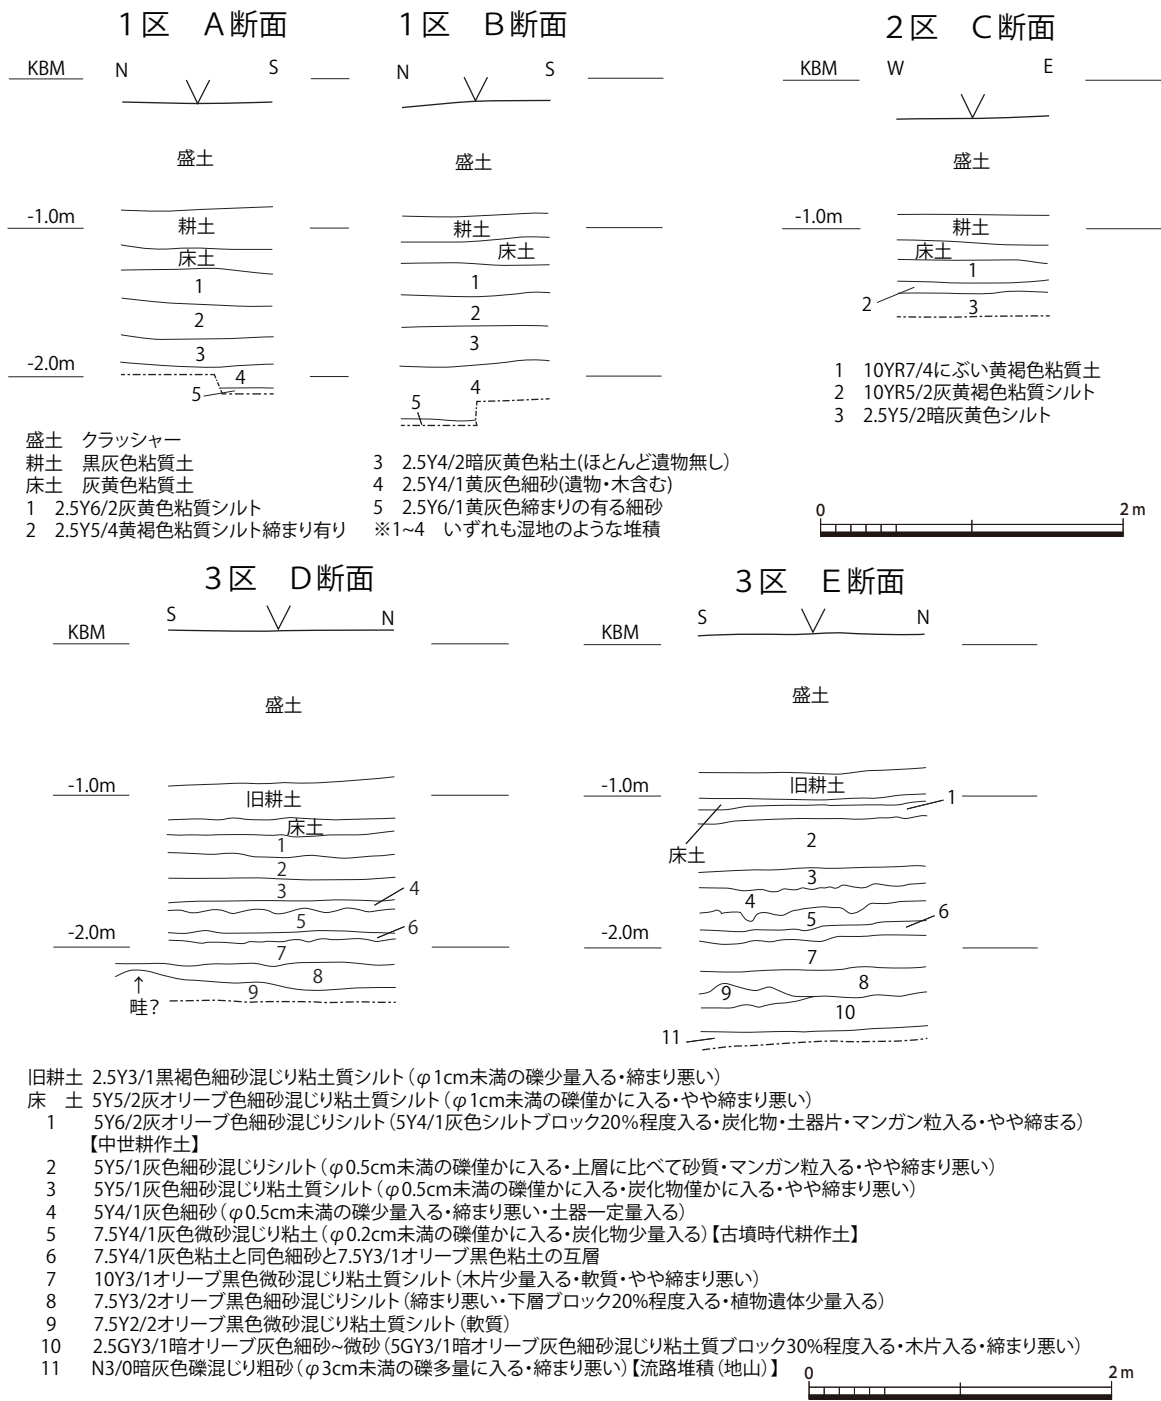 1区　A断面
1区　B断面
2区　C断面
KBM N S
N S
KBM W E
盛土
盛土
盛土
-1.0m
耕土
床土
1
2
3
-2.0m
4
5
耕土
床土
1
2
3
4
5
-1.0m
耕土
床土
1
2
3
1　10YR7/4にぶい黄褐色粘質土
2　10YR5/2灰黄褐色粘質シルト
3　2.5Y5/2暗灰黄色シルト
盛土　クラッシャー
耕土　黒灰色粘質土
床土　灰黄色粘質土
1　2.5Y6/2灰黄色粘質シルト
2　2.5Y5/4黄褐色粘質シルト締まり有り
3　2.5Y4/2暗灰黄色粘土(ほとんど遺物無し)
4　2.5Y4/1黄灰色細砂(遺物・木含む)
5　2.5Y6/1黄灰色締まりの有る細砂
※1~4　いずれも湿地のような堆積
0 2m
3区　D断面
3区　E断面
KBM S N
KBM S N
盛土
盛土
-1.0m
旧耕土
床土
1
2
3
4
5
6
-2.0m
7
8
9
↑
畦?
-1.0m
旧耕土
1
床土
2
3
4
5
6
-2.0m
7
8
9
10
11
旧耕土 2.5Y3/1黒褐色細砂混じり粘土質シルト（φ1cm未満の礫少量入る・締まり悪い）
床　土 5Y5/2灰オリーブ色細砂混じり粘土質シルト（φ1cm未満の礫僅かに入る・やや締まり悪い）
1　5Y6/2灰オリーブ色細砂混じりシルト（5Y4/1灰色シルトブロック20%程度入る・炭化物・土器片・マンガン粒入る・やや締まる）
【中世耕作土】
2　5Y5/1灰色細砂混じりシルト（φ0.5cm未満の礫僅かに入る・上層に比べて砂質・マンガン粒入る・やや締まり悪い）
3　5Y5/1灰色細砂混じり粘土質シルト（φ0.5cm未満の礫僅かに入る・炭化物僅かに入る・やや締まり悪い）
4　5Y4/1灰色細砂（φ0.5cm未満の礫少量入る・締まり悪い・土器一定量入る）
5　7.5Y4/1灰色微砂混じり粘土（φ0.2cm未満の礫僅かに入る・炭化物少量入る）【古墳時代耕作土】
6　7.5Y4/1灰色粘土と同色細砂と7.5Y3/1オリーブ黒色粘土の互層
7　10Y3/1オリーブ黒色微砂混じり粘土質シルト（木片少量入る・軟質・やや締まり悪い）
8　7.5Y3/2オリーブ黒色細砂混じりシルト（締まり悪い・下層ブロック20%程度入る・植物遺体少量入る）
9　7.5Y2/2オリーブ黒色微砂混じり粘土質シルト（軟質）
10　2.5GY3/1暗オリーブ灰色細砂~微砂（5GY3/1暗オリーブ灰色細砂混じり粘土質ブロック30%程度入る・木片入る・締まり悪い）
11　N3/0暗灰色礫混じり粗砂（φ3cm未満の礫多量に入る・締まり悪い）【流路堆積（地山）】
0 2m